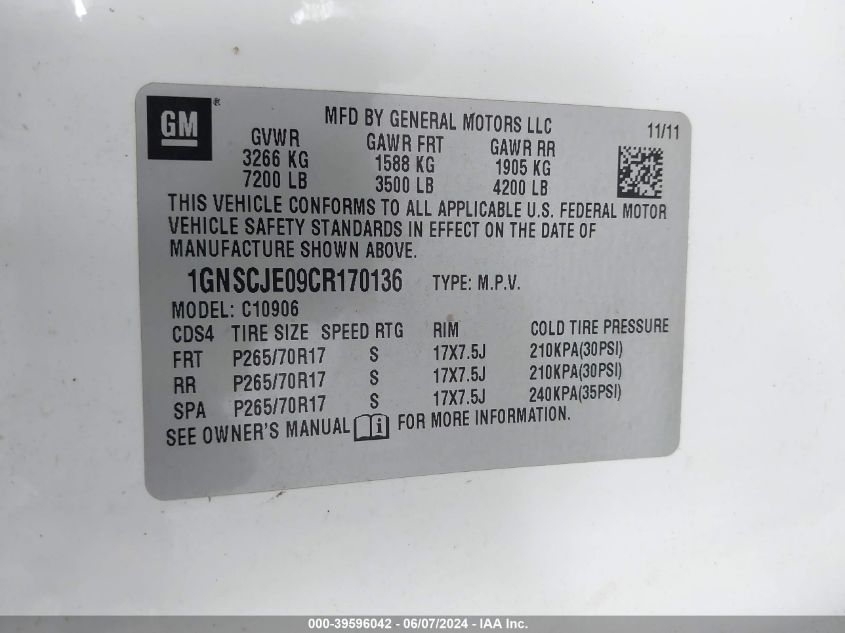 GM ®
MFD BY GENERAL MOTORS LLC 11/11
GVWR GAWR FRT GAWR RR
3266 KG 1588 KG 1905 KG
7200 LB 3500 LB 4200 LB
THIS VEHICLE CONFORMS TO ALL APPLICABLE U.S. FEDERAL MOTOR
VEHICLE SAFETY STANDARDS IN EFFECT ON THE DATE OF
MANUFACTURE SHOWN ABOVE.
1GNSCJE09CR170136 TYPE: M.P.V.
MODEL: C10906
CDS4 TIRE SIZE SPEED RTG RIM COLD TIRE PRESSURE
FRT P265/70R17 S 17X7.5J 210KPA(30PSI)
RR P265/70R17 S 17X7.5J 210KPA(30PSI)
SPA P265/70R17 S 17X7.5J 240KPA(35PSI)
SEE OWNER'S MANUAL i FOR MORE INFORMATION.
000-39596042 - 06/07/2024 - IAA Inc.